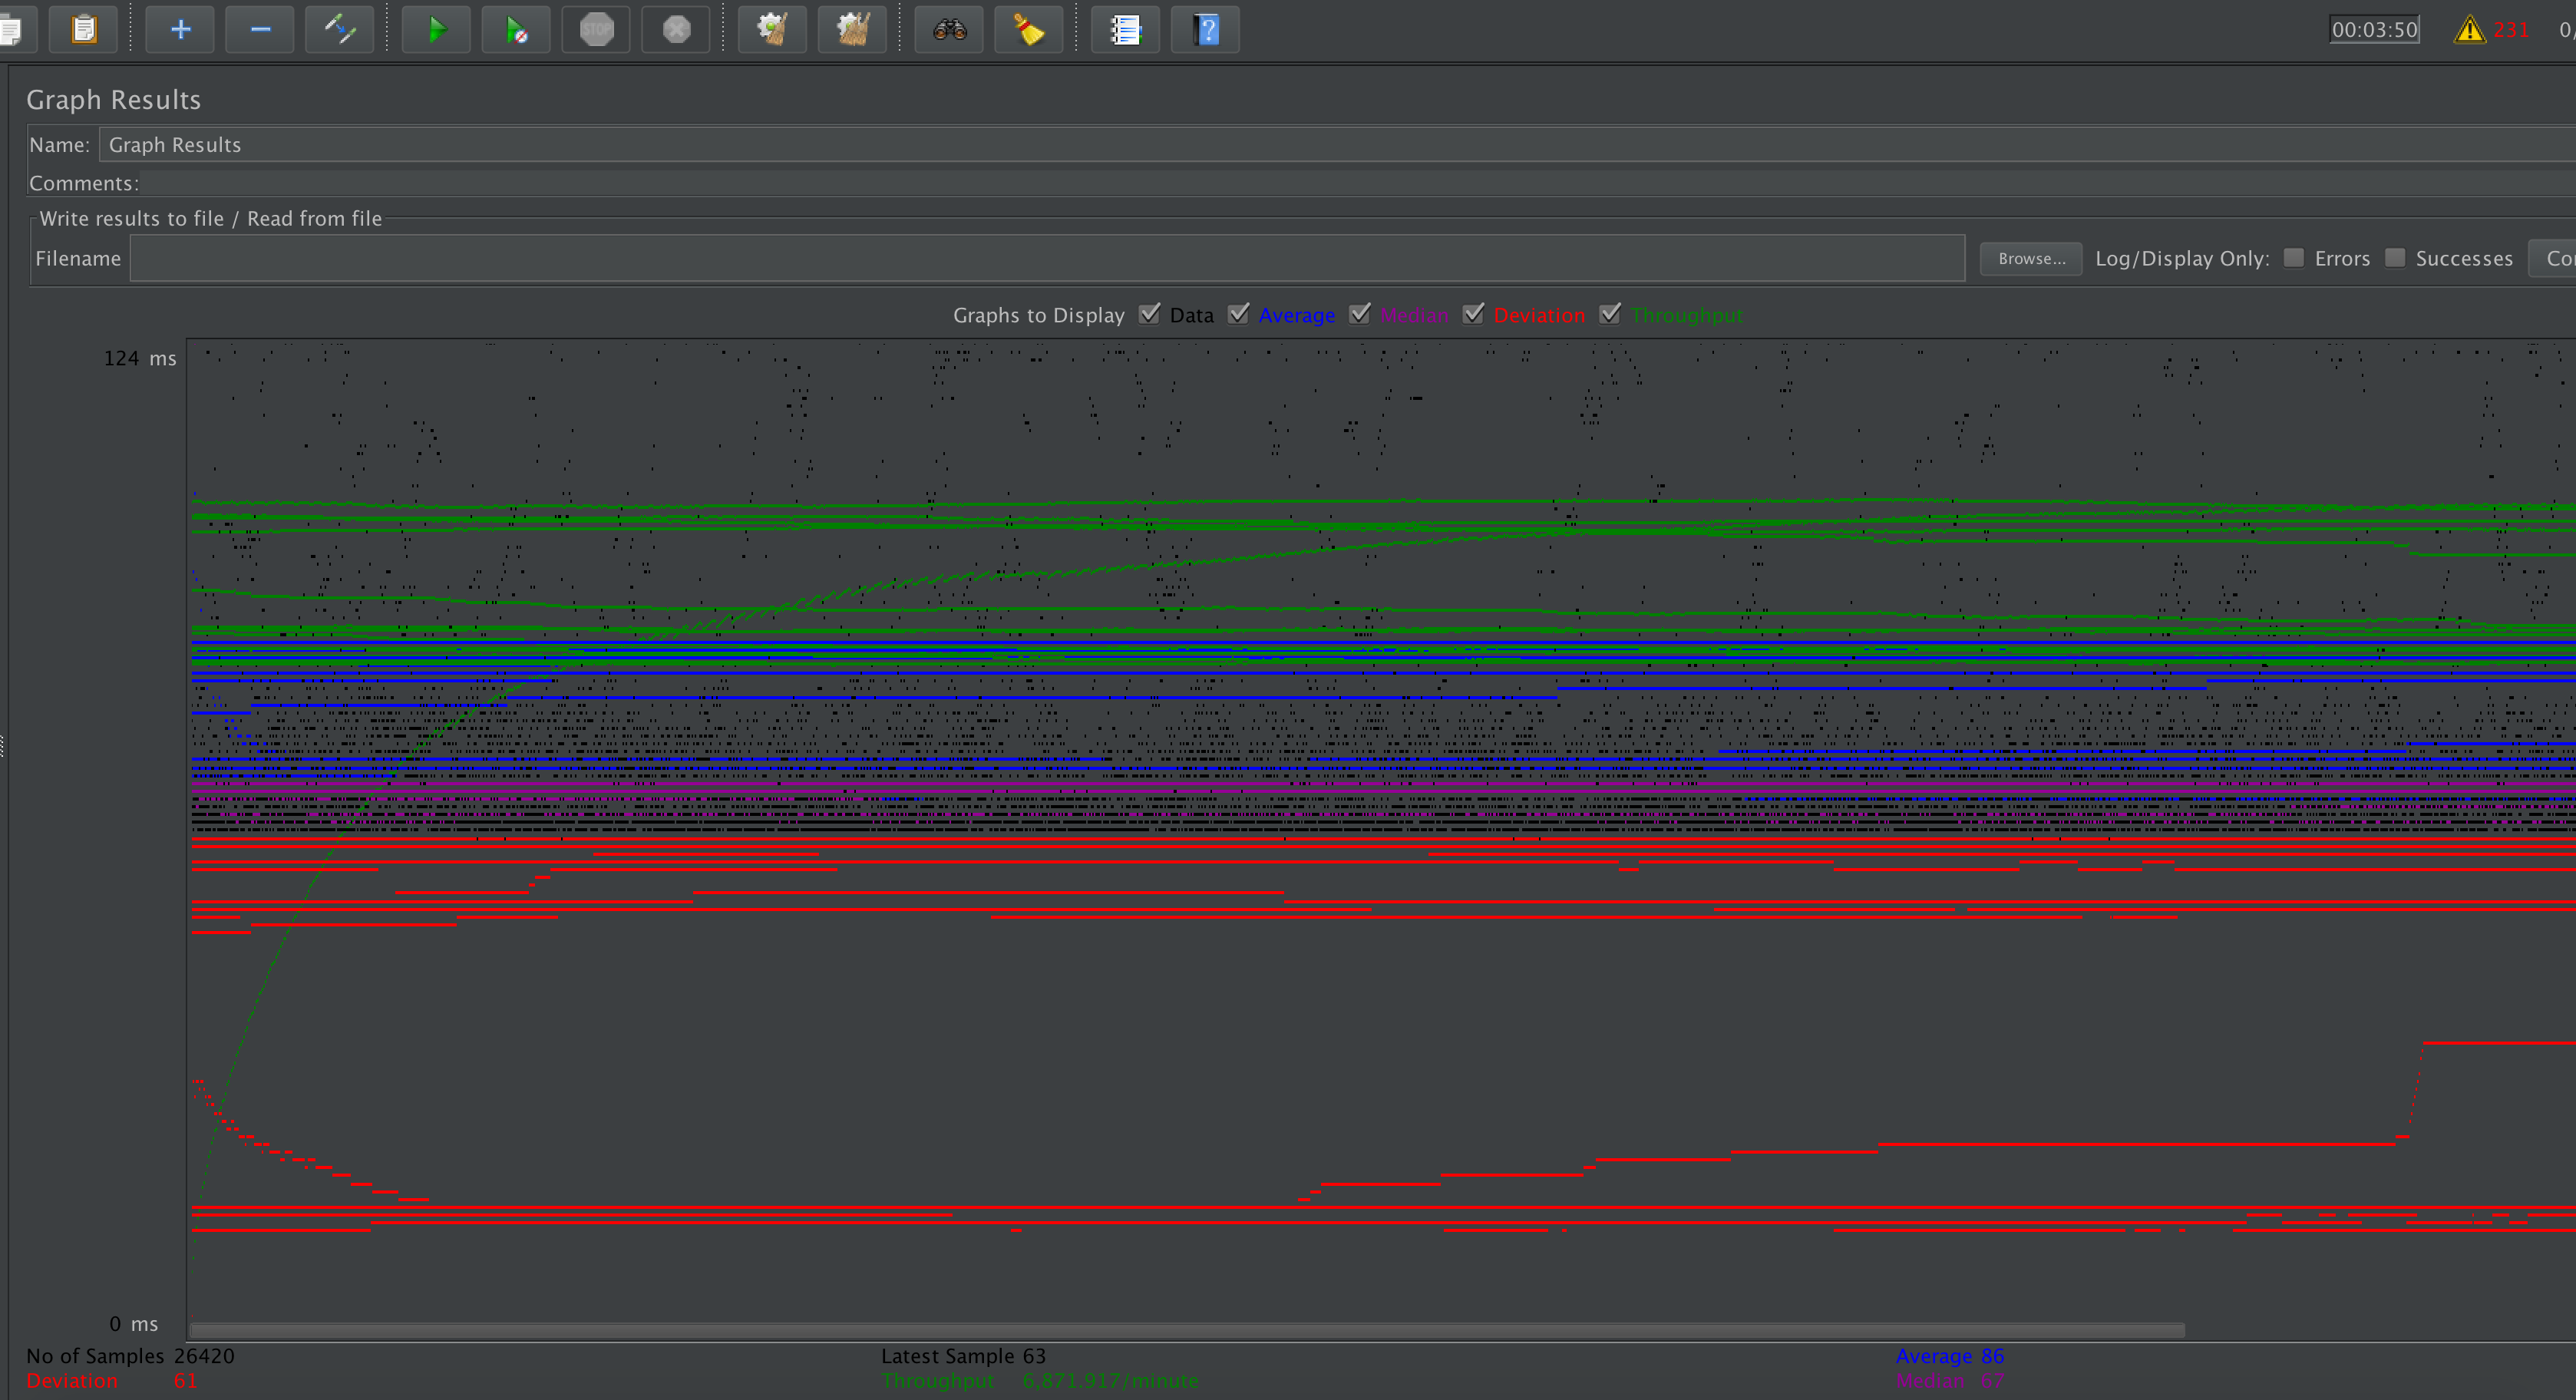 STOP
00:03:50 231 0/
Graph Results
Name: Graph Results
Comments:
Write results to file / Read from file
Filename Browse... Log/Display Only: Errors Successes Co
Graphs to Display Data Average Median Deviation Throughput
124 ms
0 ms
No of Samples 26420 Latest Sample 63 Average 86
Deviation 61 Throughput 6,871.917/minute Median 67